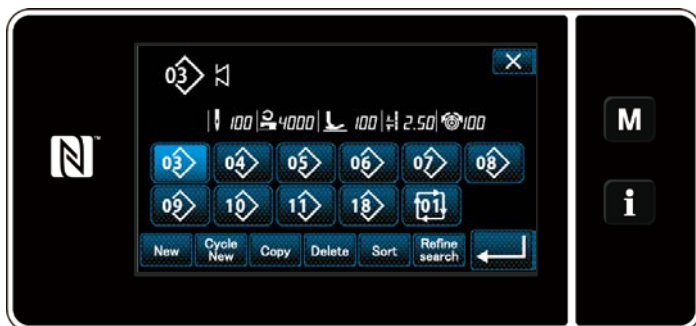 03
100 4000 100 2.50 100
03 04 05 06 07 08
09 10 11 18 01
New Cycle New Copy Delete Sort Refine search
M
i
N